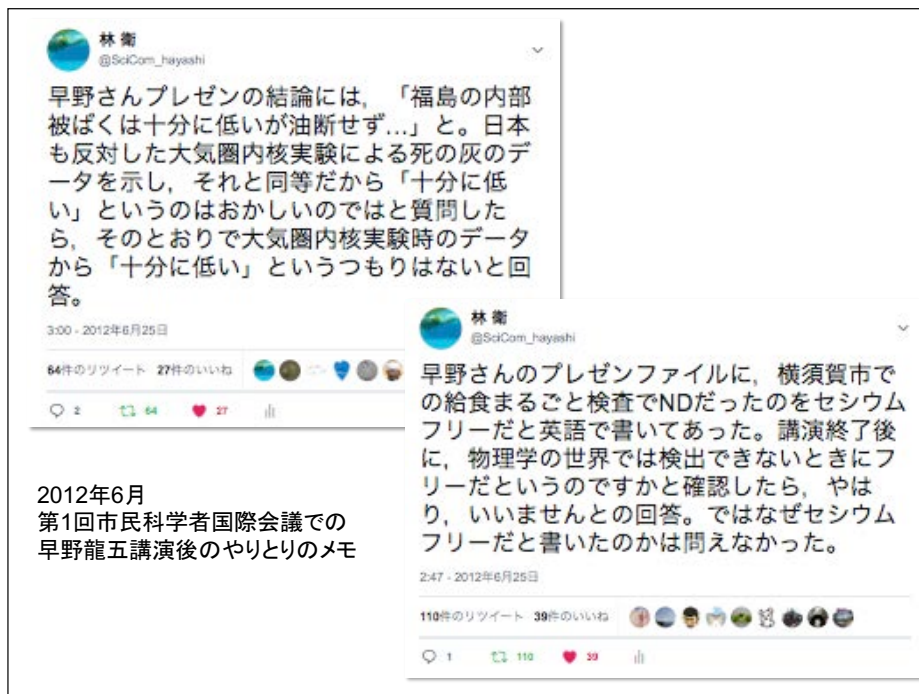 林 衛
@SciCom_hayashi
早野さんプレゼンの結論には，「福島の内部
被ばくは十分に低いが油断せず...」と。日本
も反対した大気圏内核実験による死の灰のデ
ータを示し，それと同等だから「十分に低
い」というのはおかしいのではと質問した
ら，そのとおりで大気圏内核実験時のデータ
から「十分に低い」というつもりはないと回
答。
3:00 - 2012年6月25日
64件のリツイート 27件のいいね
2 64 27
林 衛
@SciCom_hayashi
早野さんのプレゼンファイルに，横須賀市で
の給食まるごと検査でNDだったのをセシウム
フリーだと英語で書いてあった。講演終了後
に，物理学の世界では検出できないときにフ
リーだというのですかと確認したら，やは
り，いいませんとの回答。ではなぜセシウム
フリーだと書いたのかは問えなかった。
2:47 - 2012年6月25日
110件のリツイート 39件のいいね
1 110 39
2012年6月
第1回市民科学者国際会議での
早野龍五講演後のやりとりのメモ